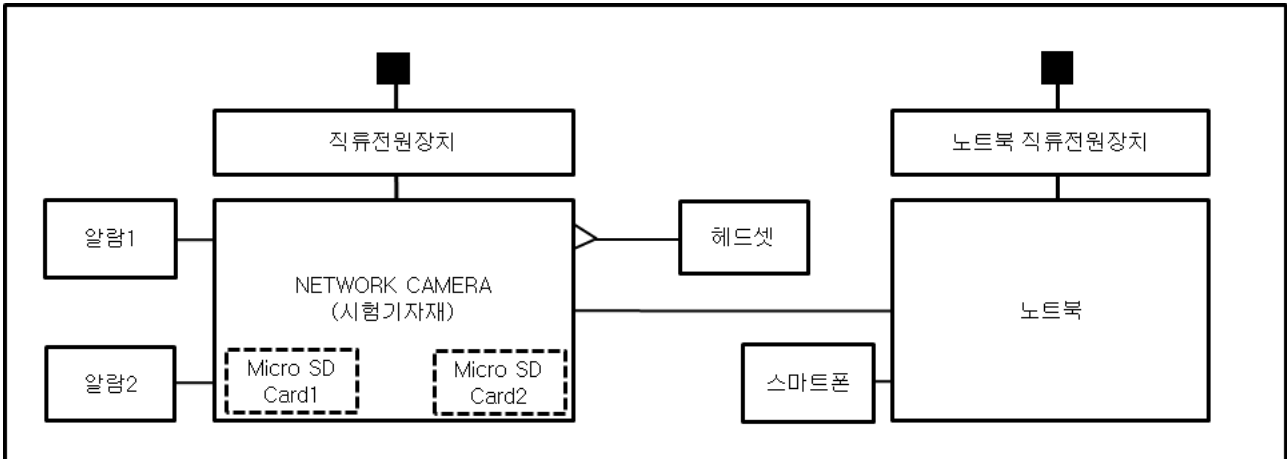 직류전원장치
노트북 직류전원장치
알람1
헤드셋
NETWORK CAMERA
(시험기자재)
노트북
알람2
Micro SD
Card1
Micro SD
Card2
스마트폰